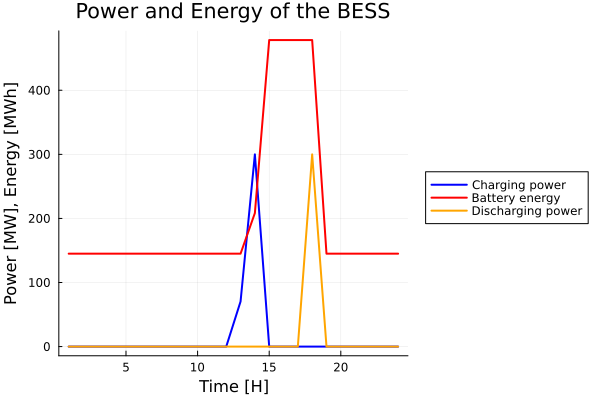 Power and Energy of the BESS
Power [MW], Energy [MWh]
400
300
200
100
0
5 10 15 20
Time [H]
Charging power
Battery energy
Discharging power